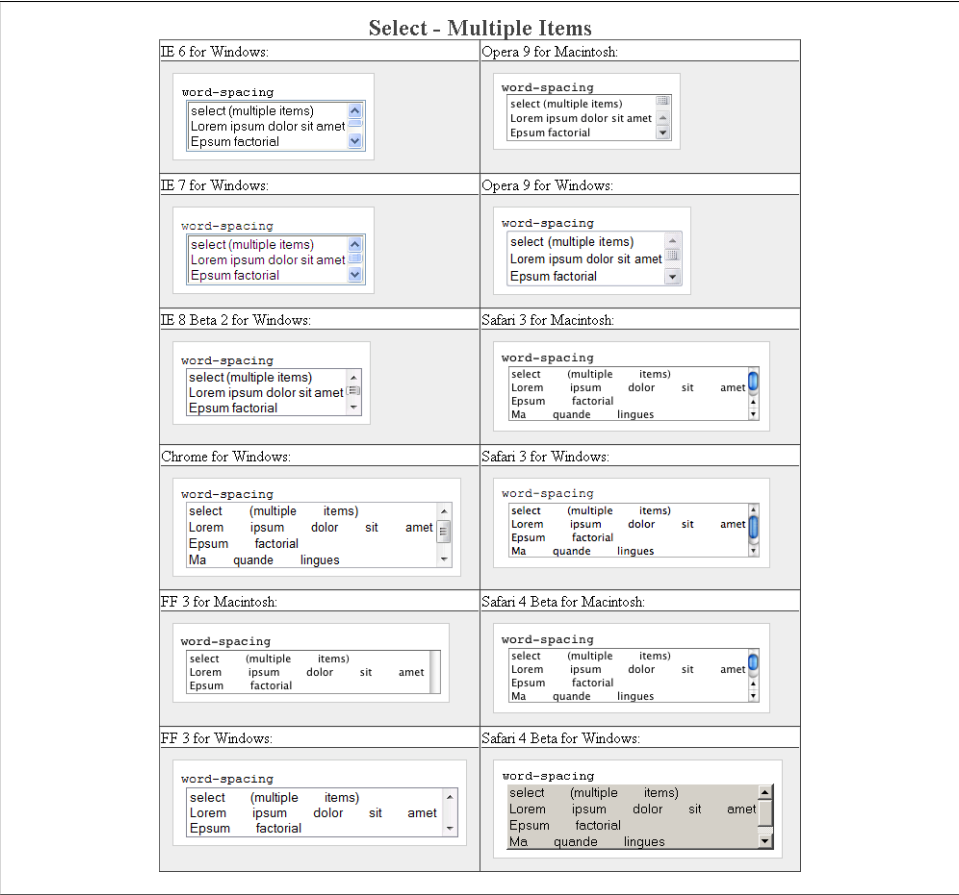 Select - Multiple Items
IE 6 for Windows:
word-spacing
select (multiple items)
Lorem ipsum dolor sit amet
Epsum factorial
Opera 9 for Macintosh:
word-spacing
select (multiple items)
Lorem ipsum dolor sit amet
Epsum factorial
IE 7 for Windows:
word-spacing
select (multiple items)
Lorem ipsum dolor sit amet
Epsum factorial
Opera 9 for Windows:
word-spacing
select (multiple items)
Lorem ipsum dolor sit amet
Epsum factorial
IE 8 Beta 2 for Windows:
word-spacing
select (multiple items)
Lorem ipsum dolor sit amet
Epsum factorial
Safari 3 for Macintosh:
word-spacing
select (multiple items)
Lorem ipsum dolor sit amet
Epsum factorial
Ma quande lingues
Chrome for Windows:
word-spacing
select (multiple items)
Lorem ipsum dolor sit amet
Epsum factorial
Ma quande lingues
Safari 3 for Windows:
word-spacing
select (multiple items)
Lorem ipsum dolor sit amet
Epsum factorial
Ma quande lingues
FF 3 for Macintosh:
word-spacing
select (multiple items)
Lorem ipsum dolor sit amet
Epsum factorial
Safari 4 Beta for Macintosh:
word-spacing
select (multiple items)
Lorem ipsum dolor sit amet
Epsum factorial
Ma quande lingues
FF 3 for Windows:
word-spacing
select (multiple items)
Lorem ipsum dolor sit amet
Epsum factorial
Safari 4 Beta for Windows:
word-spacing
select (multiple items)
Lorem ipsum dolor sit amet
Epsum factorial
Ma quande lingues